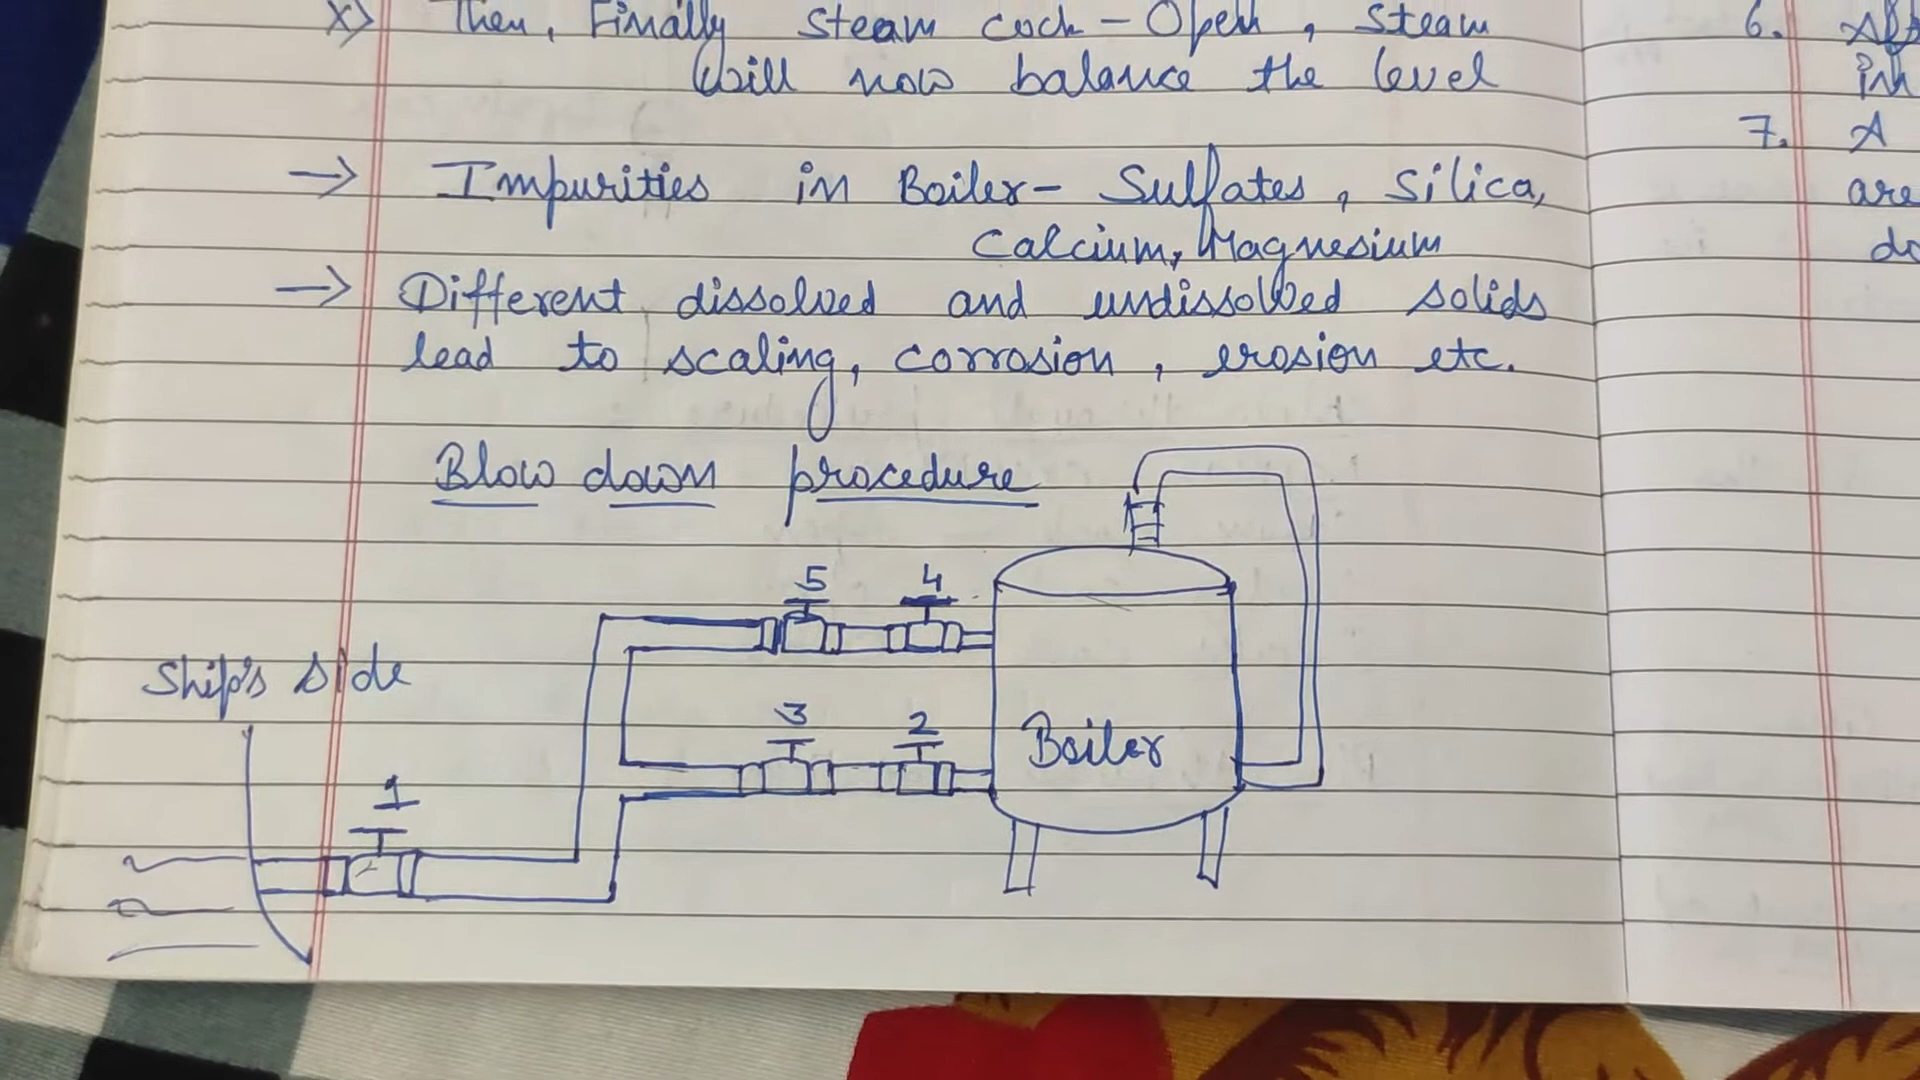 x) Then, Finally steam cock - Open, steam
will now balance the level
→ Impurities in Boiler - Sulfates, Silica,
Calcium, Magnesium
→ Different dissolved and undissolved solids
lead to scaling, corrosion, erosion etc.
Blow down procedure
5 4
Ship's side
3 2
Boiler
1
6.
7. A
are